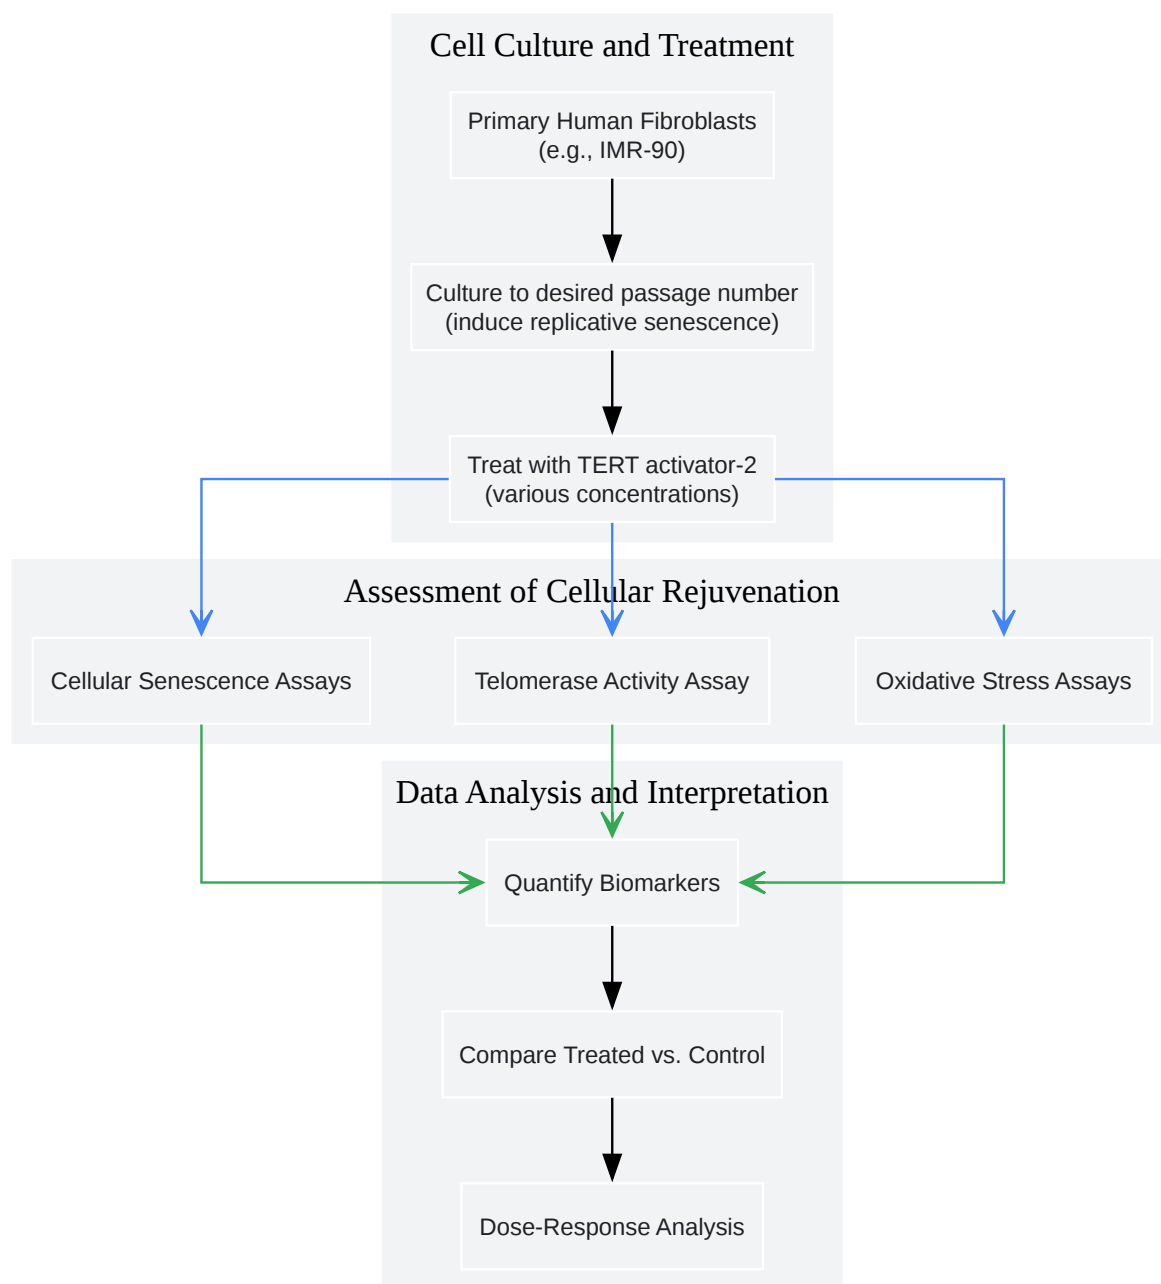 Cell Culture and Treatment
Primary Human Fibroblasts
(e.g., IMR-90)
Culture to desired passage number
(induce replicative senescence)
Treat with TERT activator-2
(various concentrations)
Assessment of Cellular Rejuvenation
Cellular Senescence Assays
Telomerase Activity Assay
Oxidative Stress Assays
Data Analysis and Interpretation
Quantify Biomarkers
Compare Treated vs. Control
Dose-Response Analysis